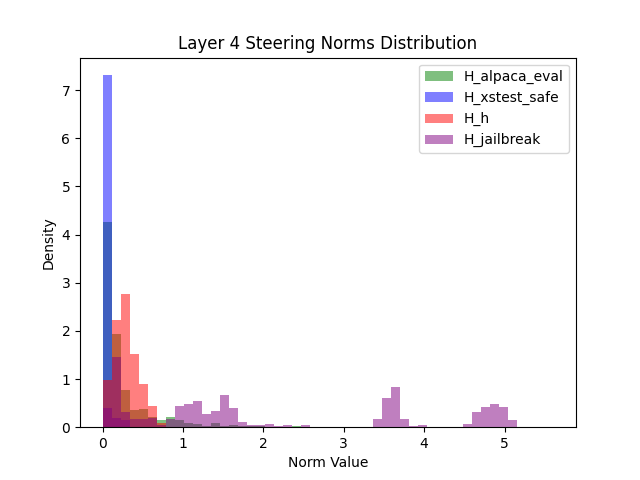 Layer 4 Steering Norms Distribution
H_alpaca_eval
H_xstest_safe
H_h
H_jailbreak
Density
7
6
5
4
3
2
1
0
0 1 2 3 4 5
Norm Value